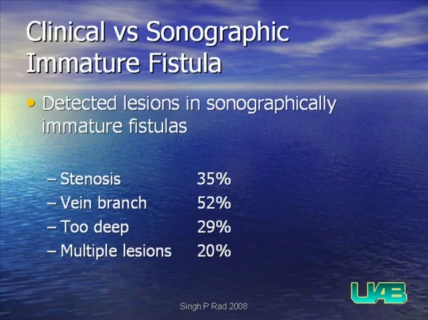 Clinical vs Sonographic
Immature Fistula
• Detected lesions in sonographically
immature fistulas
– Stenosis 35%
– Vein branch 52%
– Too deep 29%
– Multiple lesions 20%
Singh P Rad 2008
UAB